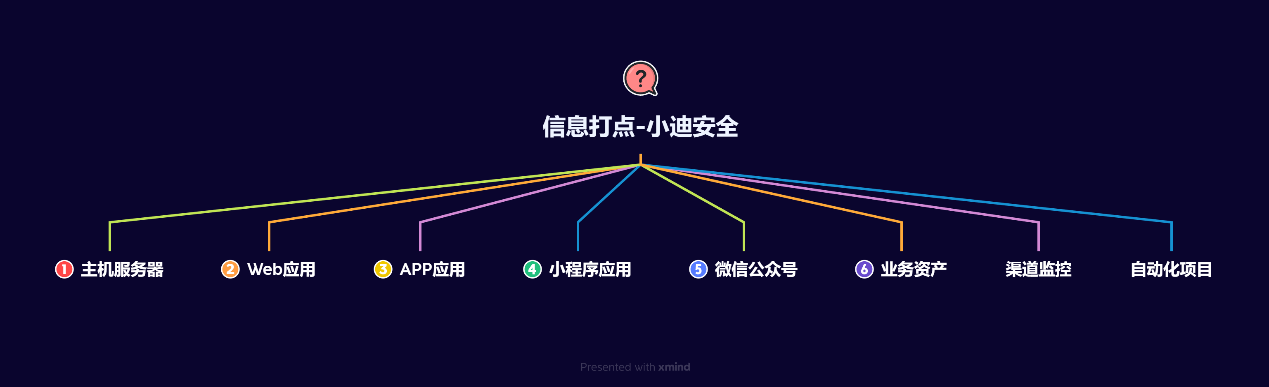 ?
信息打点-小迪安全
1 主机服务器
2 Web应用
3 APP应用
4 小程序应用
5 微信公众号
6 业务资产
渠道监控
自动化项目
Presented with xmind